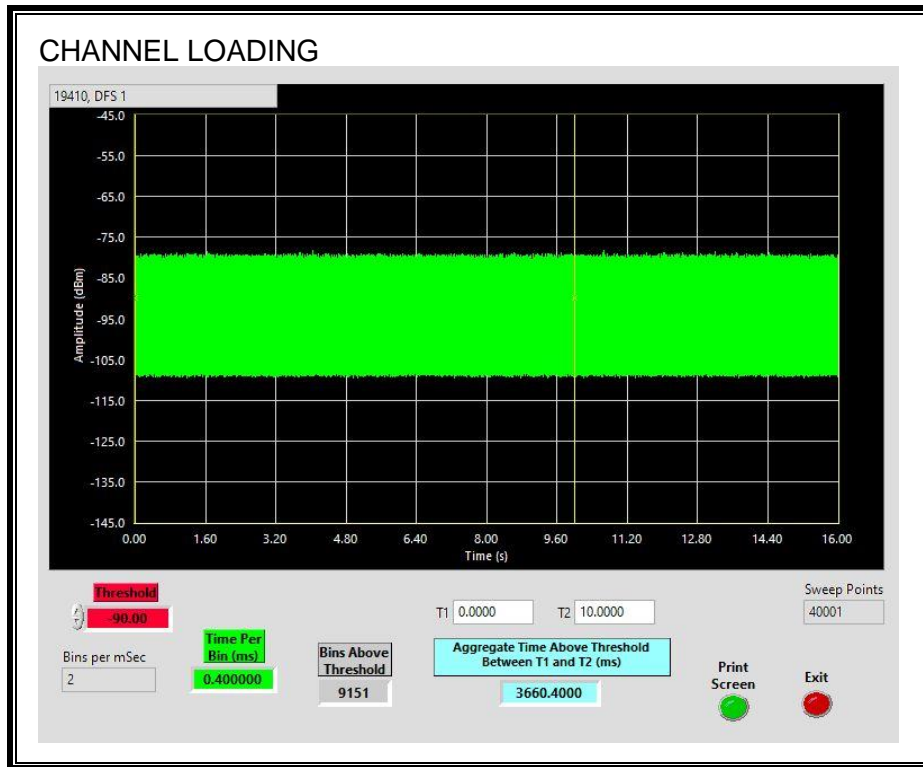 CHANNEL LOADING
19410, DFS 1
-45.0
-55.0
-65.0
-75.0
-85.0
-95.0
-105.0
-115.0
-125.0
-135.0
-145.0
Amplitude (dBm)
0.00 1.60 3.20 4.80 6.40 8.00 9.60 11.20 12.80 14.40 16.00
Time (s)
Threshold
-90.00
Bins per mSec
2
Time Per
Bin (ms)
0.400000
Bins Above
Threshold
9151
T1 0.0000 T2 10.0000
Aggregate Time Above Threshold
Between T1 and T2 (ms)
3660.4000
Sweep Points
40001
Print
Screen
Exit